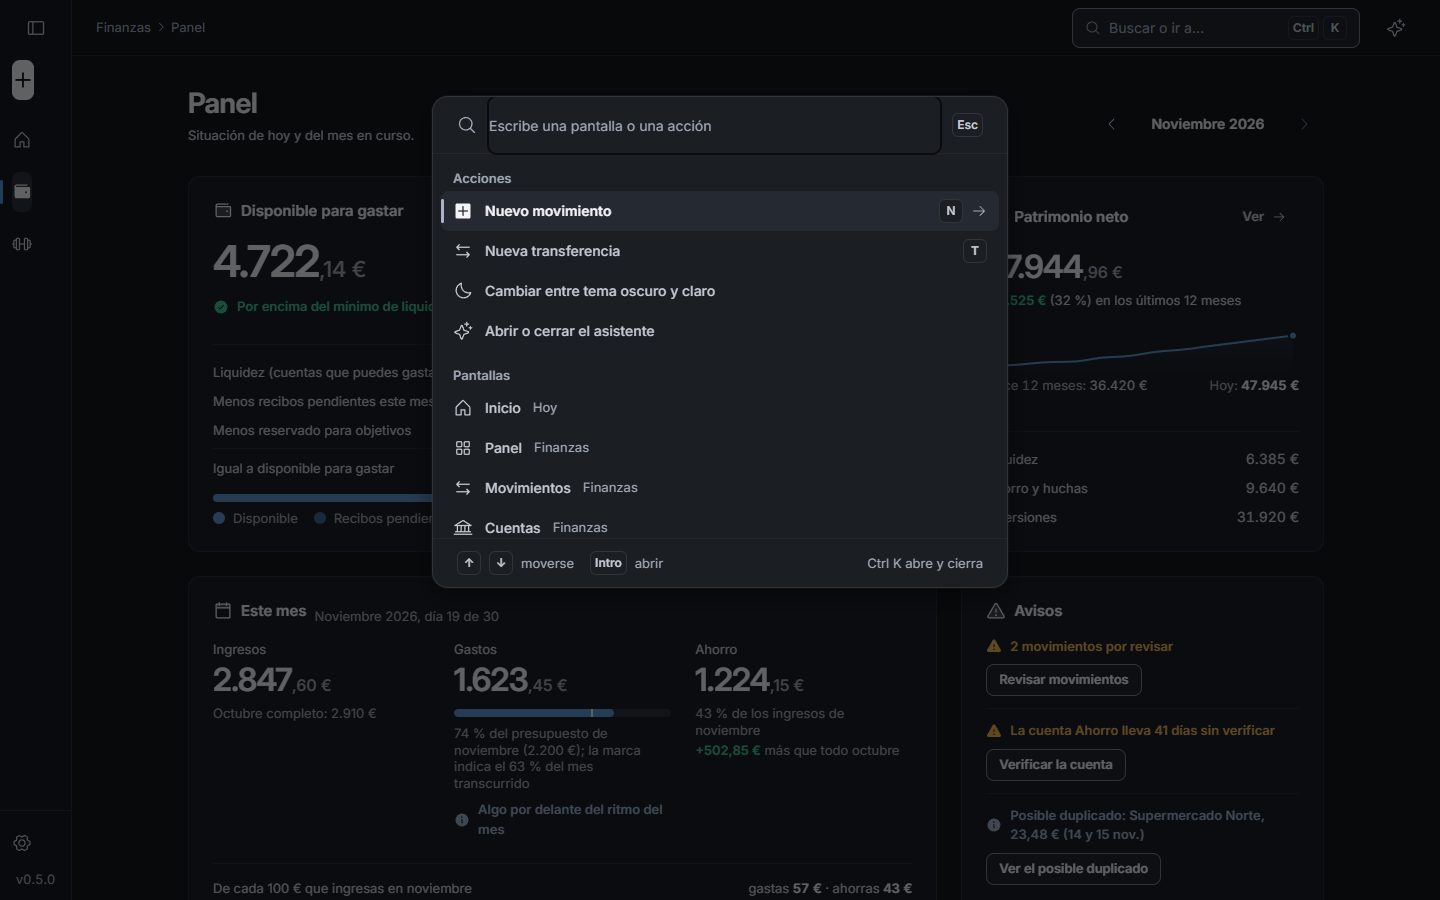 Finanzas > Panel
Buscar o ir a... Ctrl K
Panel
Situación de hoy y del mes en curso.
Noviembre 2026
Escribe una pantalla o una acción Esc
Acciones
Nuevo movimiento N
Nueva transferencia T
Cambiar entre tema oscuro y claro
Abrir o cerrar el asistente
Pantallas
Inicio Hoy
Panel Finanzas
Movimientos Finanzas
Cuentas Finanzas
moverse Intro abrir
Ctrl K abre y cierra
Disponible para gastar
4.722,14 €
Por encima del mínimo de
Liquidez (cuentas que puedes
Menos recibos pendientes este mes
Menos reservado para objetivos
Igual a disponible para gastar
Disponible Recibos
Patrimonio neto Ver
7.944,96 €
.525 € (32 %) en los últimos 12 meses
12 meses: 36.420 € Hoy: 47.945 €
6.385 €
y huchas 9.640 €
31.920 €
Este mes Noviembre 2026, día 19 de 30
Ingresos
2.847,60 €
Octubre completo: 2.910 €
Gastos
1.623,45 €
74 % del presupuesto de
noviembre (2.200 €); la marca
indica el 63 % del mes
transcurrido
Algo por delante del ritmo del
mes
Ahorro
1.224,15 €
43 % de los ingresos de
noviembre
+502,85 € más que todo octubre
De cada 100 € que ingresas en noviembre gastas 57 € · ahorras 43 €
Avisos
2 movimientos por revisar
Revisar movimientos
La cuenta Ahorro lleva 41 días sin verificar
Verificar la cuenta
Posible duplicado: Supermercado Norte,
23,48 € (14 y 15 nov.)
Ver el posible duplicado
v0.5.0